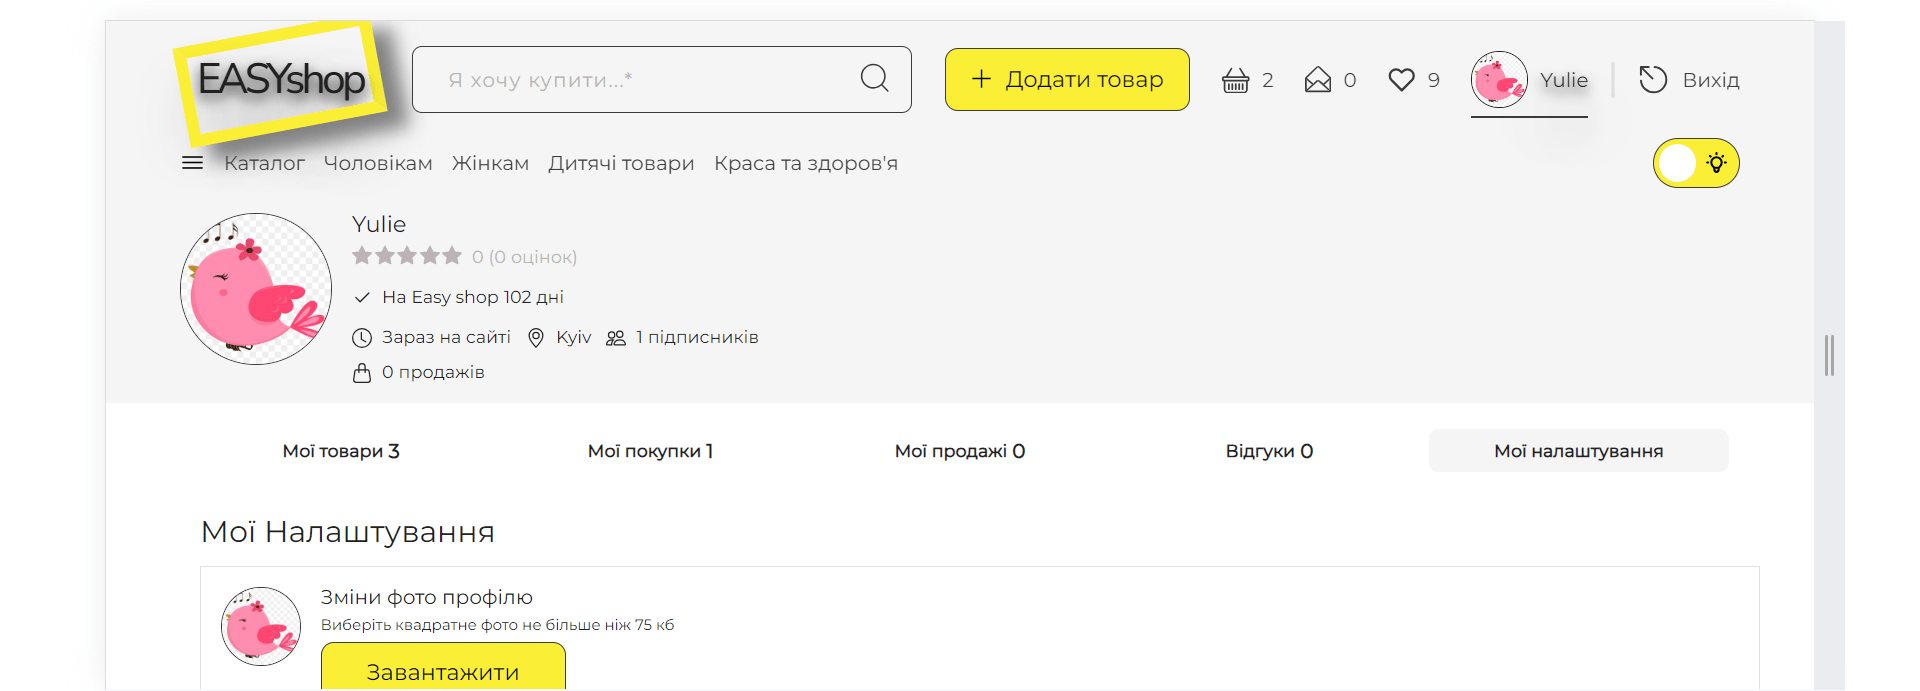 EASYshop
Я хочу купити...*
+ Додати товар
2
0
9
Yulie
Вихід
Каталог Чоловікам Жінкам Дитячі товари Краса та здоров'я
Yulie
0 (0 оцінок)
На Easy shop 102 дні
Зараз на сайті Kyiv 1 підписників
0 продажів
Мої товари 3
Мої покупки 1
Мої продажі 0
Відгуки 0
Мої налаштування
Мої Налаштування
Зміни фото профілю
Виберіть квадратне фото не більше ніж 75 кб
Завантажити